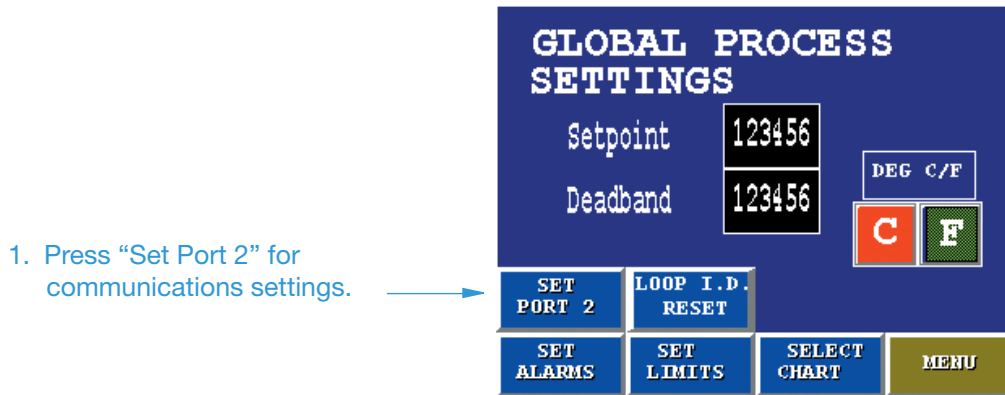 GLOBAL PROCESS
SETTINGS
Setpoint 123456
Deadband 123456
DEG C/F
C F
1. Press “Set Port 2” for
communications settings.
SET
PORT 2
LOOP I.D.
RESET
SET
ALARMS
SET
LIMITS
SELECT
CHART
MENU